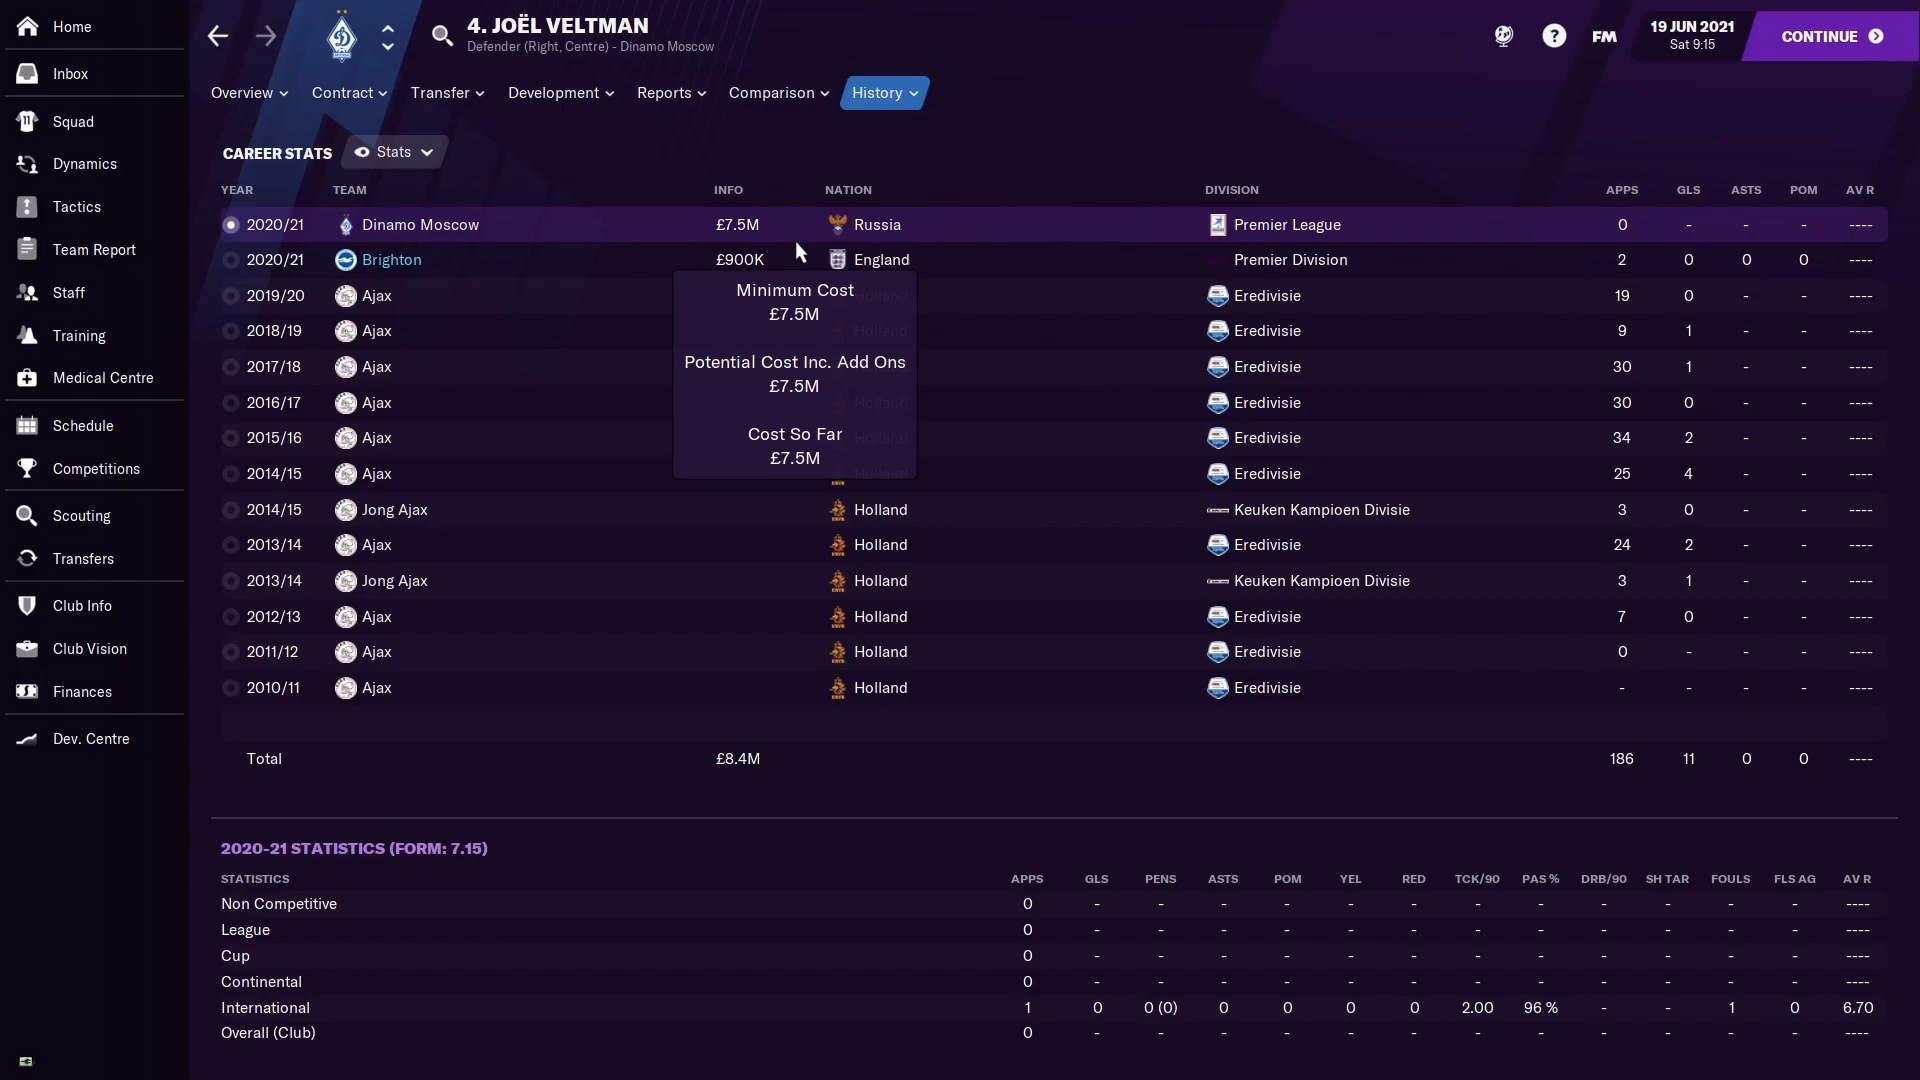 Home
Inbox
Squad
Dynamics
Tactics
Team Report
Staff
Training
Medical Centre
Schedule
Competitions
Scouting
Transfers
Club Info
Club Vision
Finances
Dev. Centre
4. JOËL VELTMAN
Defender (Right, Centre) - Dinamo Moscow
FM
19 JUN 2021
Sat 9:15
CONTINUE
Overview Contract Transfer Development Reports Comparison History
CAREER STATS Stats
YEAR TEAM INFO NATION DIVISION APPS GLS ASTS POM AV R
2020/21 Dinamo Moscow £7.5M Russia Premier League 0 - - - ----
2020/21 Brighton £900K England Premier Division 2 0 0 0 ----
2019/20 Ajax Holland Eredivisie 19 0 - - ----
2018/19 Ajax Holland Eredivisie 9 1 - - ----
2017/18 Ajax Eredivisie 30 1 - - ----
2016/17 Ajax Holland Eredivisie 30 0 - - ----
2015/16 Ajax Holland Eredivisie 34 2 - - ----
2014/15 Ajax Holland Eredivisie 25 4 - - ----
2014/15 Jong Ajax Holland Keuken Kampioen Divisie 3 0 - - ----
2013/14 Ajax Holland Eredivisie 24 2 - - ----
2013/14 Jong Ajax Holland Keuken Kampioen Divisie 3 1 - - ----
2012/13 Ajax Holland Eredivisie 7 0 - - ----
2011/12 Ajax Holland Eredivisie 0 - - - ----
2010/11 Ajax Holland Eredivisie - - - - ----
Total £8.4M 186 11 0 0 ----
Minimum Cost
£7.5M
Potential Cost Inc. Add Ons
£7.5M
Cost So Far
£7.5M
2020-21 STATISTICS (FORM: 7.15)
STATISTICS APPS GLS PENS ASTS POM YEL RED TCK/90 PAS % DRB/90 SH TAR FOULS FLS AG AV R
Non Competitive 0 - - - - - - - - - - - - ----
League 0 - - - - - - - - - - - - ----
Cup 0 - - - - - - - - - - - - ----
Continental 0 - - - - - - - - - - - - ----
International 1 0 0 (0) 0 0 0 0 2.00 96 % - - 1 0 6.70
Overall (Club) 0 - - - - - - - - - - - - ----